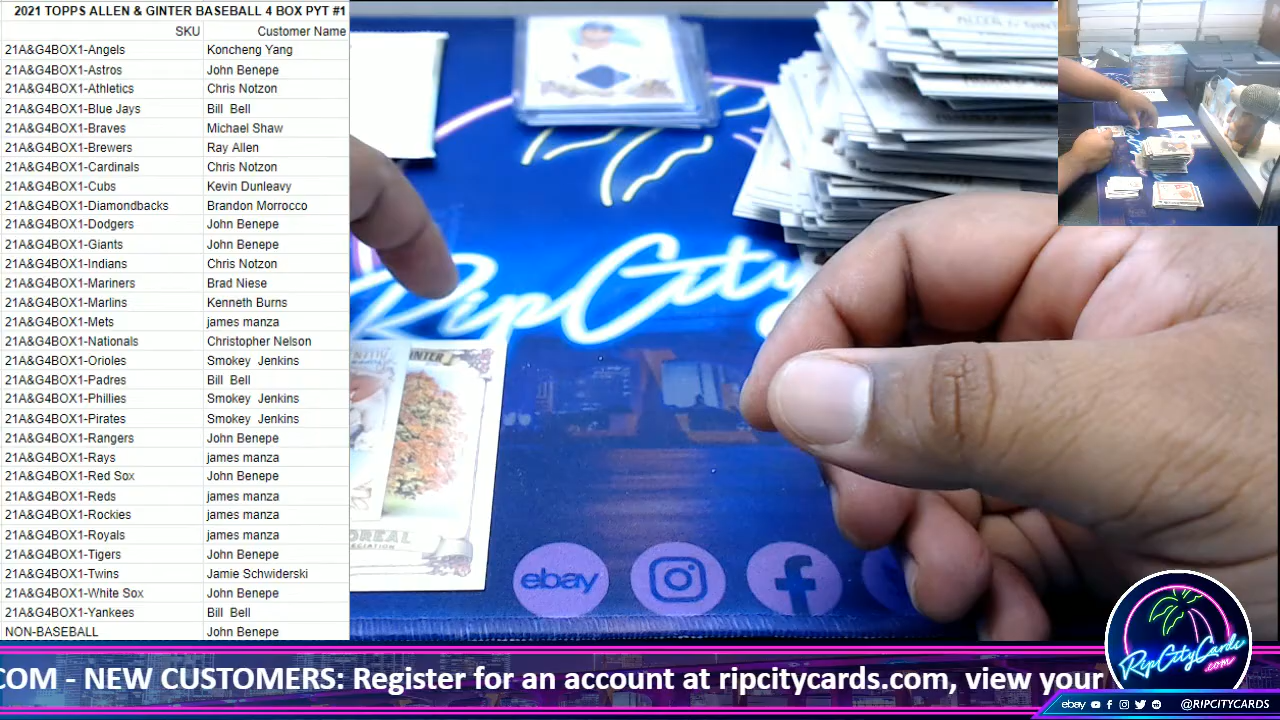 2021 TOPPS ALLEN & GINTER BASEBALL 4 BOX PYT #1
SKU Customer Name
21A&G4BOX1-Angels Koncheng Yang
21A&G4BOX1-Astros John Benepe
21A&G4BOX1-Athletics Chris Notzon
21A&G4BOX1-Blue Jays Bill Bell
21A&G4BOX1-Braves Michael Shaw
21A&G4BOX1-Brewers Ray Allen
21A&G4BOX1-Cardinals Chris Notzon
21A&G4BOX1-Cubs Kevin Dunleavy
21A&G4BOX1-Diamondbacks Brandon Morrocco
21A&G4BOX1-Dodgers John Benepe
21A&G4BOX1-Giants John Benepe
21A&G4BOX1-Indians Chris Notzon
21A&G4BOX1-Mariners Brad Niese
21A&G4BOX1-Marlins Kenneth Burns
21A&G4BOX1-Mets james manza
21A&G4BOX1-Nationals Christopher Nelson
21A&G4BOX1-Orioles Smokey Jenkins
21A&G4BOX1-Padres Bill Bell
21A&G4BOX1-Phillies Smokey Jenkins
21A&G4BOX1-Pirates Smokey Jenkins
21A&G4BOX1-Rangers John Benepe
21A&G4BOX1-Rays james manza
21A&G4BOX1-Red Sox John Benepe
21A&G4BOX1-Reds james manza
21A&G4BOX1-Rockies james manza
21A&G4BOX1-Royals james manza
21A&G4BOX1-Tigers John Benepe
21A&G4BOX1-Twins Jamie Schwiderski
21A&G4BOX1-White Sox John Benepe
21A&G4BOX1-Yankees Bill Bell
NON-BASEBALL John Benepe
RipCity
INTER
OREAL
ebay
RipCityCards
.com
COM - NEW CUSTOMERS: Register for an account at ripcitycards.com, view your
ebay @RIPCITYCARDS